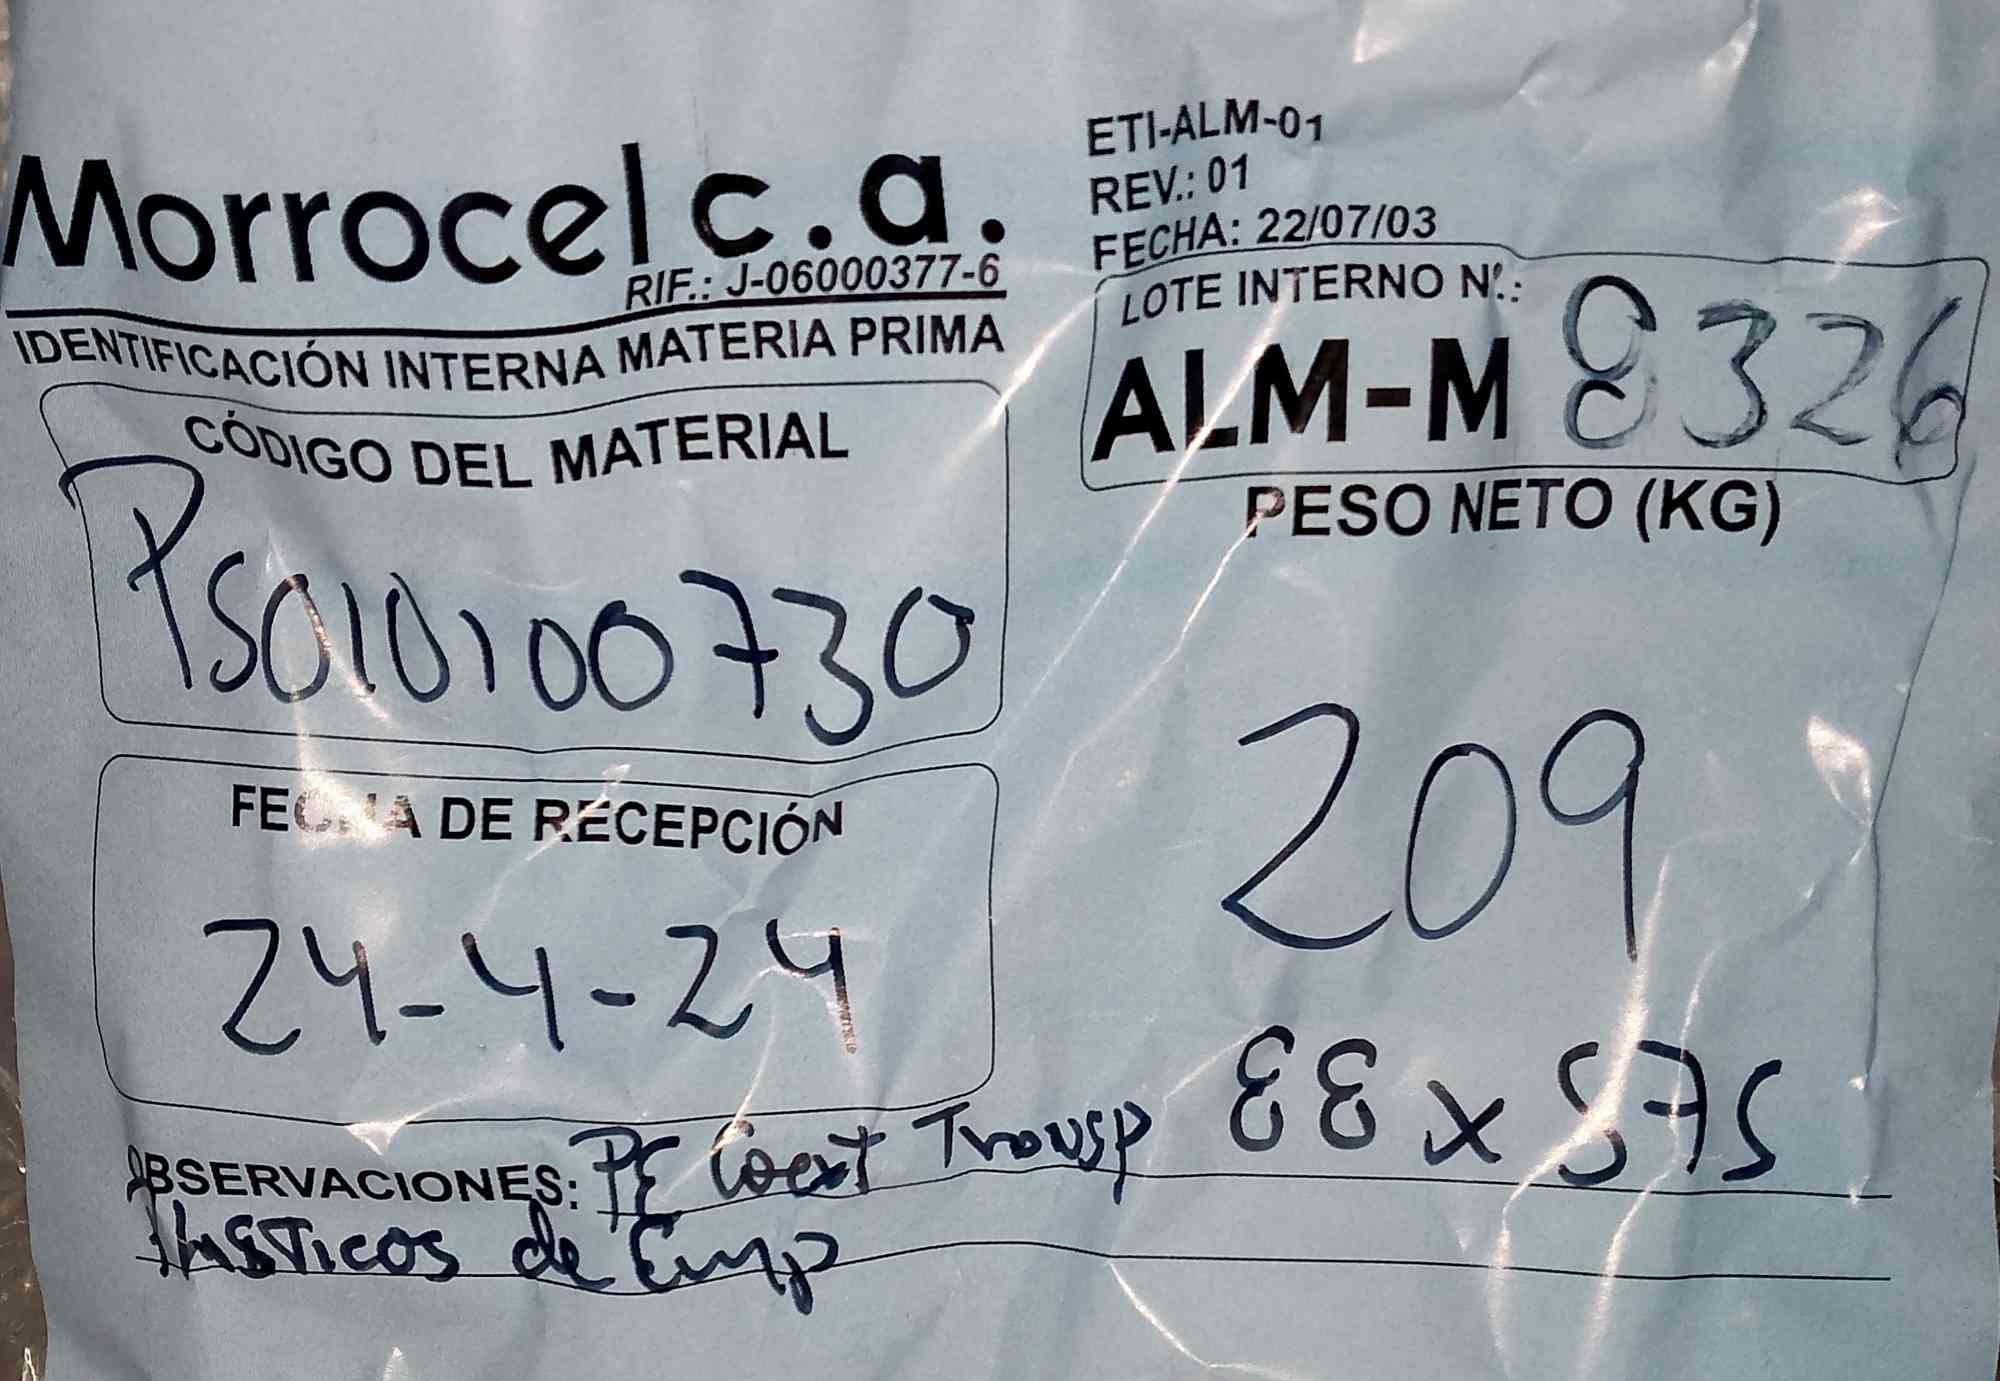 Morrocel c.a.
RIF.: J-06000377-6
IDENTIFICACIÓN INTERNA MATERIA PRIMA
ETI-ALM-01
REV.: 01
FECHA: 22/07/03
LOTE INTERNO Nº.:
ALM-M 8326
CÓDIGO DEL MATERIAL
PS010100730
PESO NETO (KG)
209
FECHA DE RECEPCIÓN
24-4-24
88 x 575
OBSERVACIONES: PE Coext Transp
Plasticos de Emp